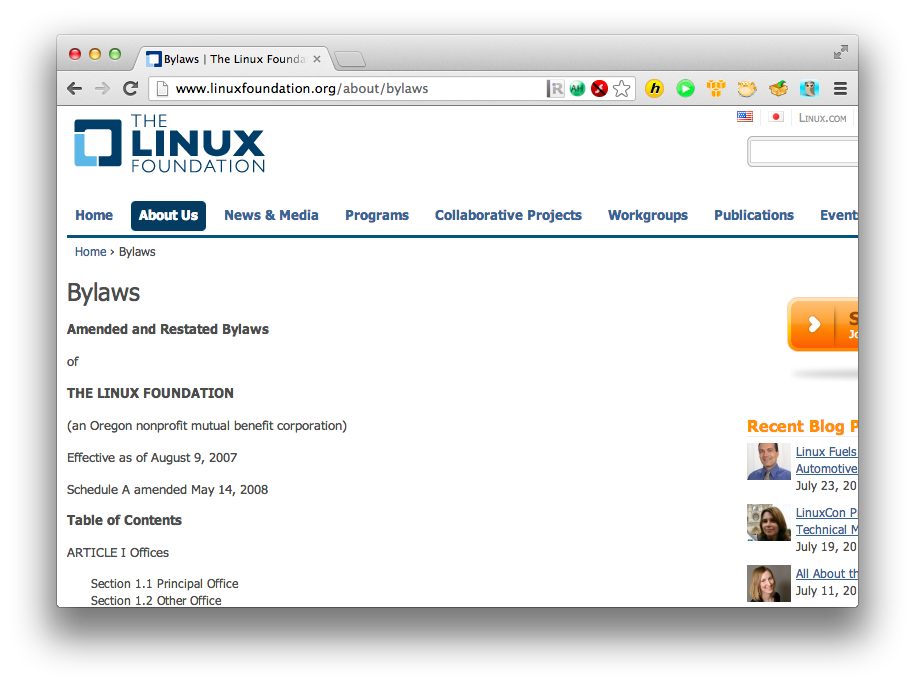 Bylaws | The Linux Founda
www.linuxfoundation.org/about/bylaws
THE
LINUX
FOUNDATION
LINUX.COM
Home About Us News & Media Programs Collaborative Projects Workgroups Publications Event
Home › Bylaws
Bylaws
Amended and Restated Bylaws
of
THE LINUX FOUNDATION
(an Oregon nonprofit mutual benefit corporation)
Effective as of August 9, 2007
Schedule A amended May 14, 2008
Table of Contents
ARTICLE I Offices
Section 1.1 Principal Office
Section 1.2 Other Office
Recent Blog P
Linux Fuels
Automotive
July 23, 20
LinuxCon P
Technical M
July 19, 20
All About th
July 11, 20